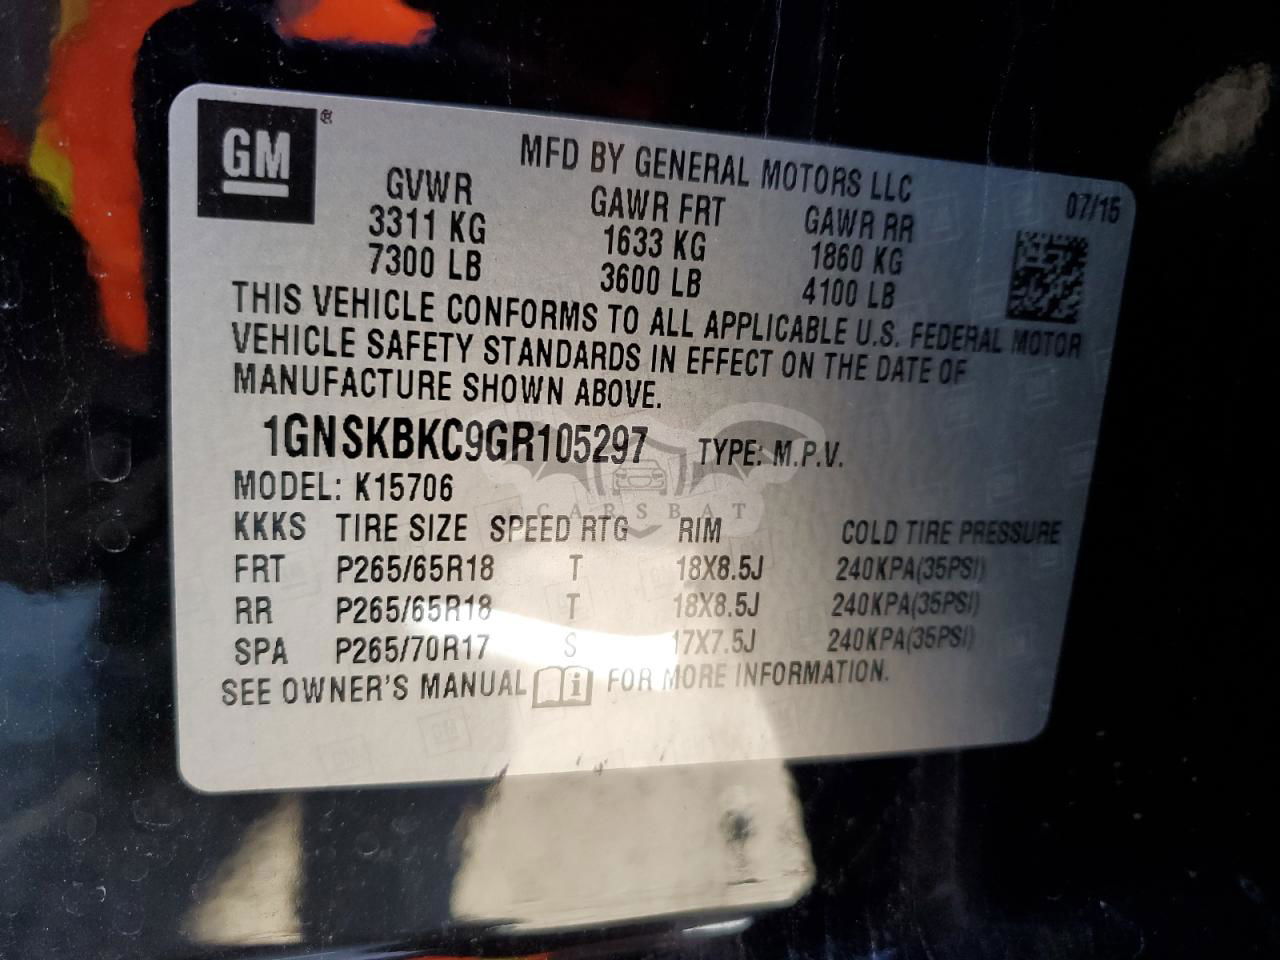 GM ®
MFD BY GENERAL MOTORS LLC
07/15
GVWR GAWR FRT GAWR RR
3311 KG 1633 KG 1860 KG
7300 LB 3600 LB 4100 LB
THIS VEHICLE CONFORMS TO ALL APPLICABLE U.S. FEDERAL MOTOR
VEHICLE SAFETY STANDARDS IN EFFECT ON THE DATE OF
MANUFACTURE SHOWN ABOVE.
1GNSKBKC9GR105297 TYPE: M.P.V.
MODEL: K15706
CARSBAT
KKKS TIRE SIZE SPEED RTG RIM COLD TIRE PRESSURE
FRT P265/65R18 T 18X8.5J 240KPA(35PSI)
RR P265/65R18 T 18X8.5J 240KPA(35PSI)
SPA P265/70R17 S 17X7.5J 240KPA(35PSI)
SEE OWNER'S MANUAL i FOR MORE INFORMATION.